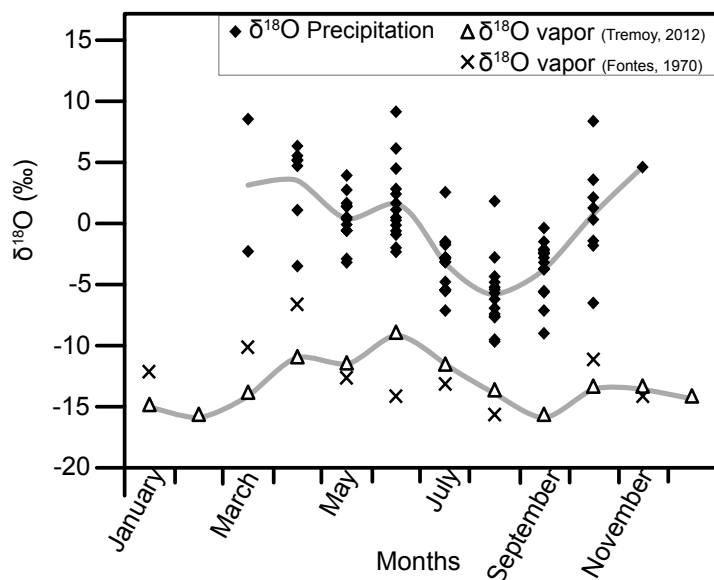 δ¹⁸O Precipitation
δ¹⁸O vapor (Tremoy, 2012)
δ¹⁸O vapor (Fontes, 1970)
δ¹⁸O (‰)
15
10
5
0
-5
-10
-15
-20
January
March
May
July
September
November
Months